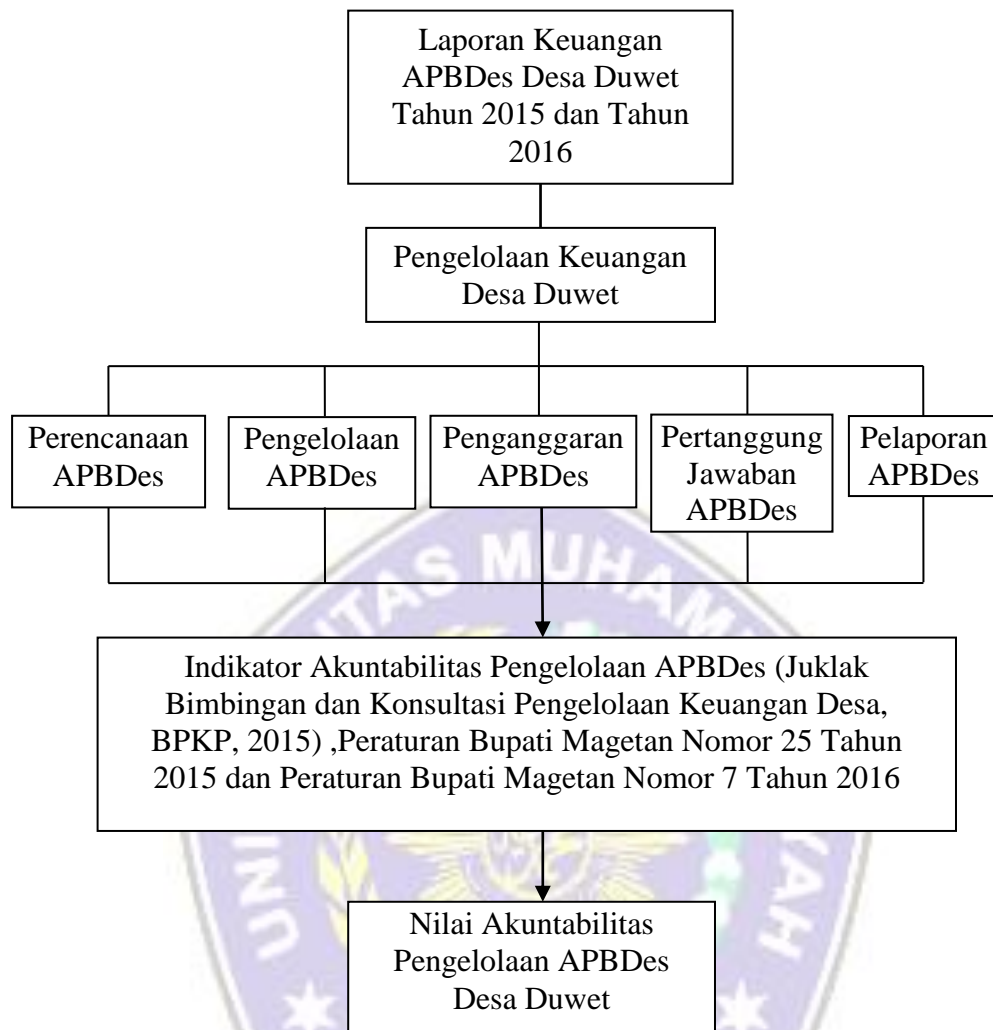 Laporan Keuangan
APBDes Desa Duwet
Tahun 2015 dan Tahun
2016
Pengelolaan Keuangan
Desa Duwet
Perencanaan
APBDes
Pengelolaan
APBDes
Penganggaran
APBDes
Pertanggung
Jawaban
APBDes
Pelaporan
APBDes
Indikator Akuntabilitas Pengelolaan APBDes (Juklak
Bimbingan dan Konsultasi Pengelolaan Keuangan Desa,
BPKP, 2015) ,Peraturan Bupati Magetan Nomor 25 Tahun
2015 dan Peraturan Bupati Magetan Nomor 7 Tahun 2016
Nilai Akuntabilitas
Pengelolaan APBDes
Desa Duwet